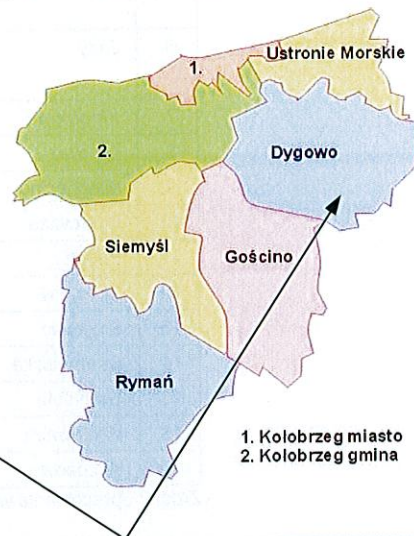 Ustronie Morskie
1.
2.
Dygowo
Siemyśl
Gościno
Rymań
1. Kolobrzeg miasto
2. Kolobrzeg gmina